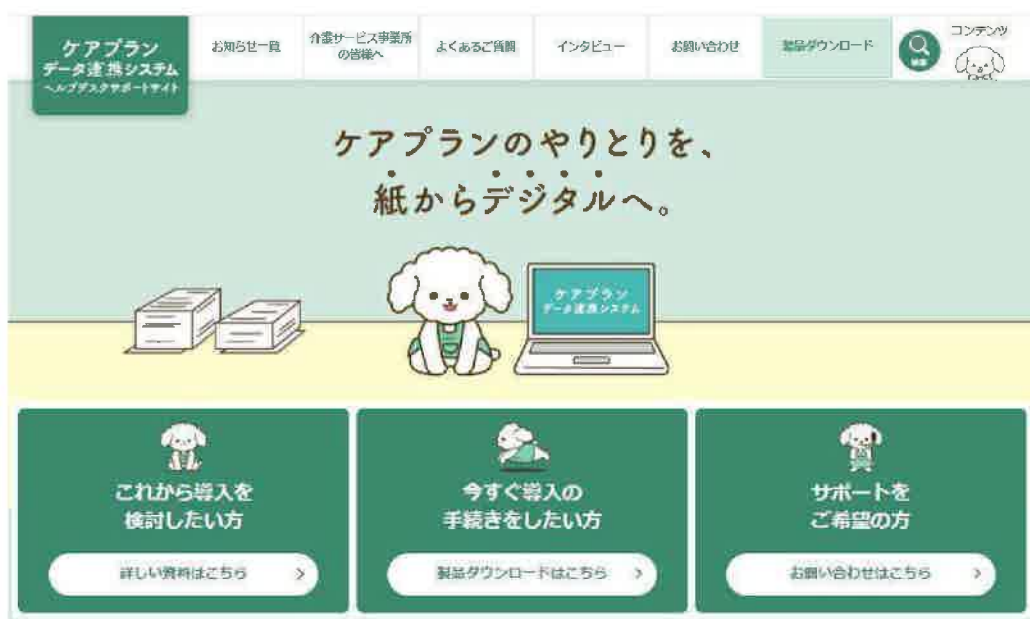 ケアプラン
データ連携システム
ヘルプデスクサポートサイト
お知らせ一覧
介護サービス事業所
の皆様へ
よくあるご質問
インタビュー
お問い合わせ
製品ダウンロード
検索
コンテンツ
ケアプランのやりとりを、
紙からデジタルへ。
ケアプラン
データ連携システム
これから導入を
検討したい方
今すぐ導入の
手続きをしたい方
サポートを
ご希望の方
詳しい資料はこちら
製品ダウンロードはこちら
お問い合わせはこちら